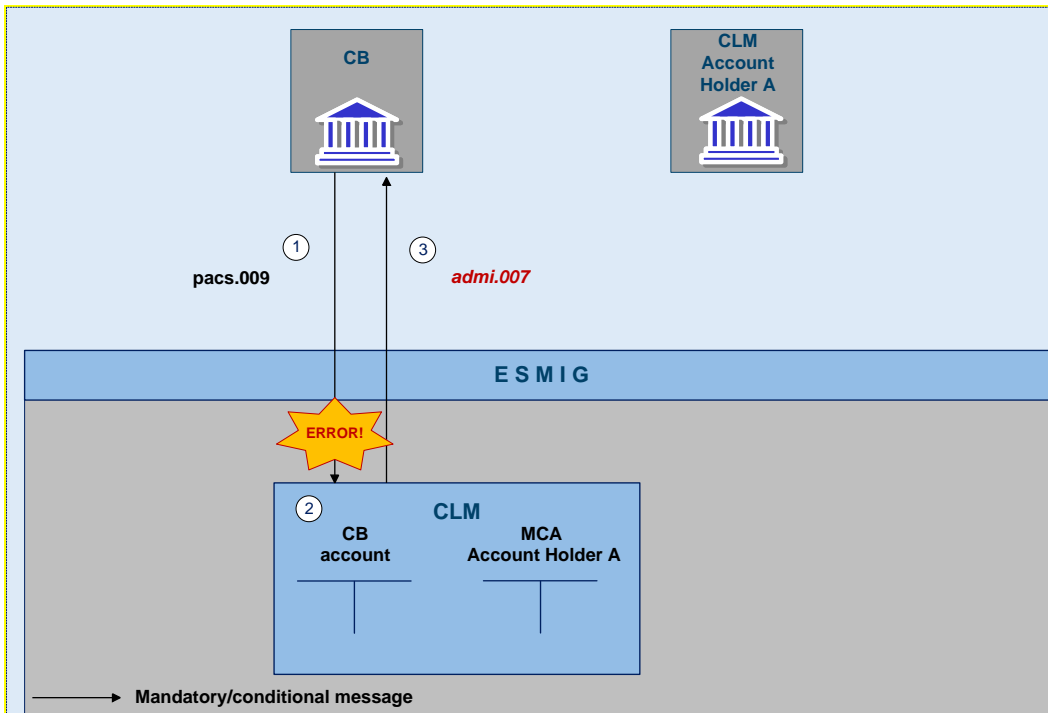 CB
CLM
Account
Holder A
1
3
pacs.009
admi.007
E S M I G
ERROR!
2
CLM
CB
account
MCA
Account Holder A
Mandatory/conditional message